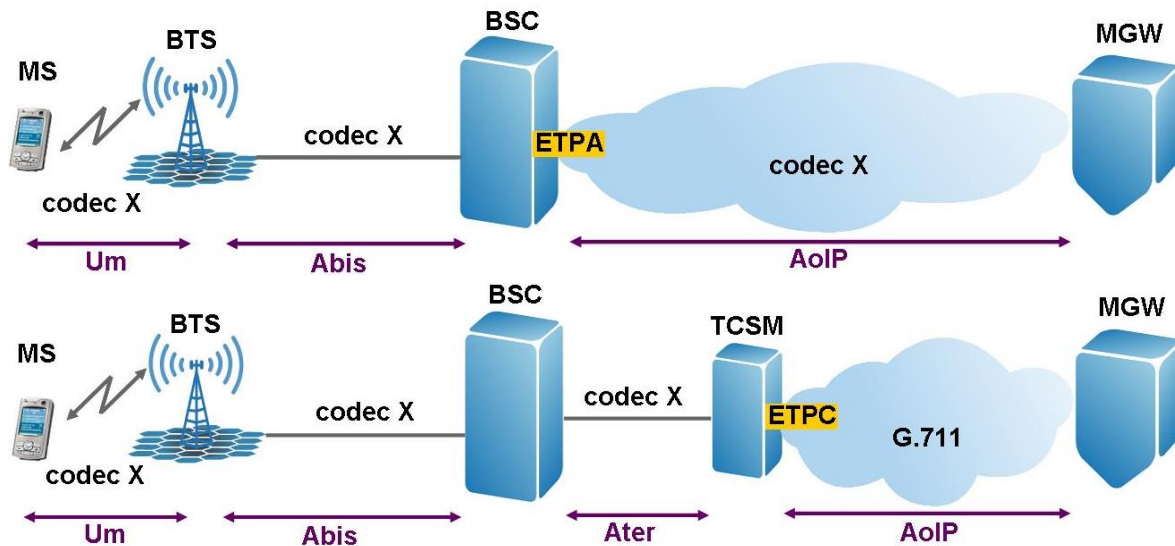 BSC
BTS
MGW
MS
codec X
ETPA
codec X
codec X
Um
Abis
AoIP
BSC
MGW
BTS
TCSM
MS
codec X
codec X
ETPC
G.711
codec X
Um
Abis
Ater
AoIP